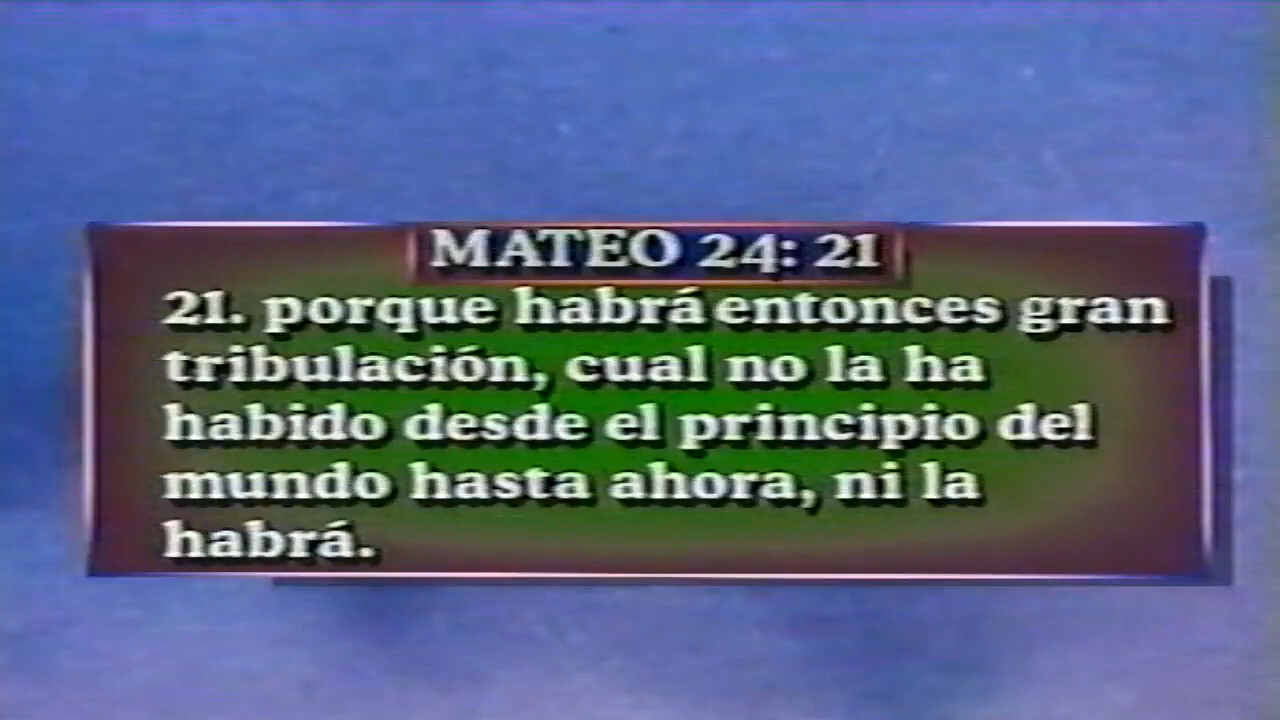 MATEO 24: 21
21. porque habrá entonces gran
tribulación, cual no la ha
habido desde el principio del
mundo hasta ahora, ni la
habrá.